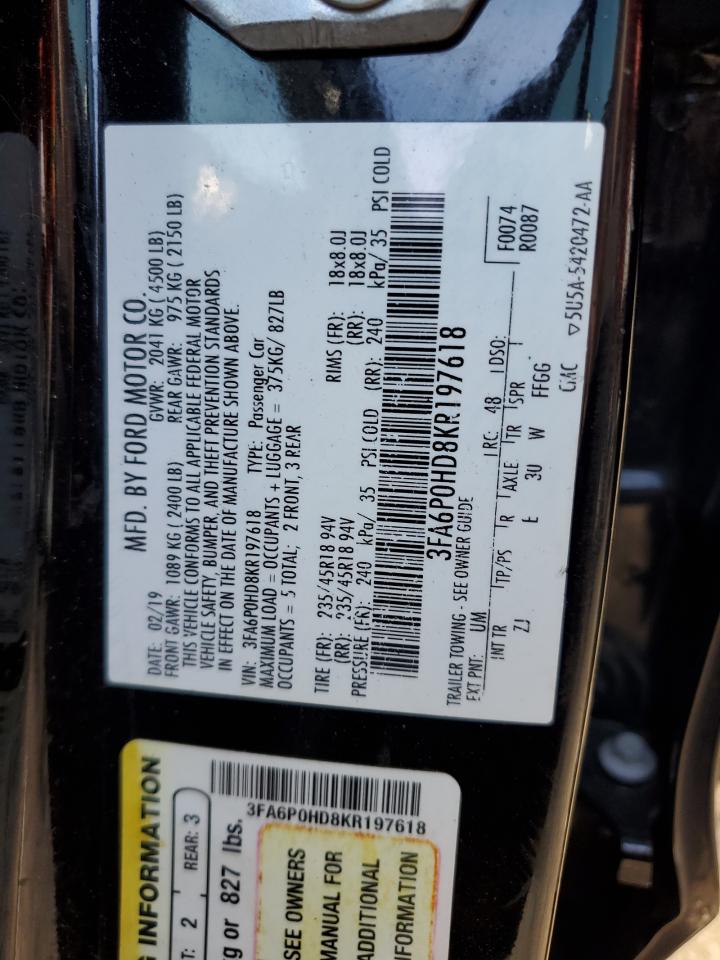 MFD. BY FORD MOTOR CO.
DATE: 02/19 GVWR: 2041 KG ( 4500 LB)
FRONT GAWR: 1089 KG ( 2400 LB) REAR GAWR: 975 KG ( 2150 LB)
THIS VEHICLE CONFORMS TO ALL APPLICABLE FEDERAL MOTOR
VEHICLE SAFETY, BUMPER, AND THEFT PREVENTION STANDARDS
IN EFFECT ON THE DATE OF MANUFACTURE SHOWN ABOVE.
VIN: 3FA6P0HD8KR197618 TYPE: Passenger Car
MAXIMUM LOAD = OCCUPANTS + LUGGAGE = 375KG/ 827LB
OCCUPANTS = 5 TOTAL; 2 FRONT, 3 REAR
TIRE (FR): 235/45R18 94V RIMS (FR): 18x8.0J
(RR): 235/45R18 94V (RR): 18x8.0J
PRESSURE (FR): 240 kPa/ 35 PSI COLD (RR): 240 kPa/ 35 PSI COLD
3FA6P0HD8KR197618
TRAILER TOWING - SEE OWNER GUIDE
EXT PNT: UM RC: 48 DSO: F0074
R0087
INT TR TP/PS R AXLE TR SPR
ZJ E 30 W FFGG
▽5U5A-5420472-AA
G INFORMATION
T: 2 REAR: 3
3FA6P0HD8KR197618
kg or 827 lbs.
SEE OWNERS
MANUAL FOR
ADDITIONAL
INFORMATION